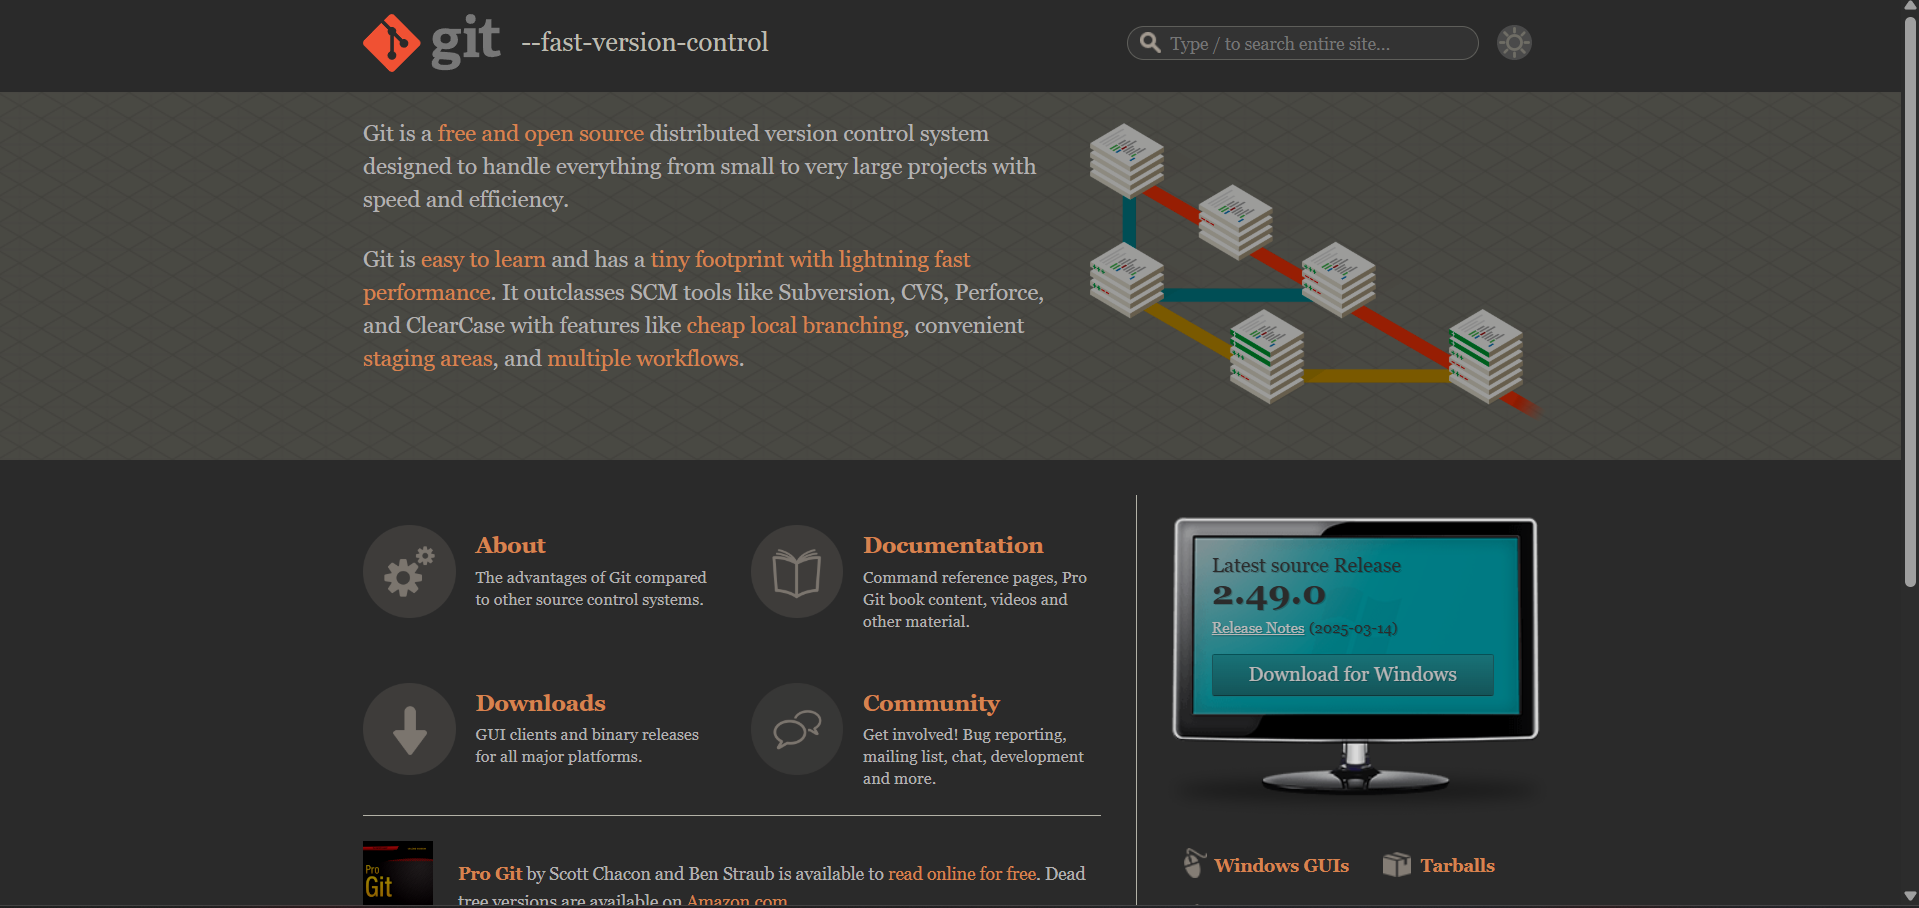 git --fast-version-control
Type / to search entire site...
Git is a free and open source distributed version control system
designed to handle everything from small to very large projects with
speed and efficiency.
Git is easy to learn and has a tiny footprint with lightning fast
performance. It outclasses SCM tools like Subversion, CVS, Perforce,
and ClearCase with features like cheap local branching, convenient
staging areas, and multiple workflows.
About
The advantages of Git compared
to other source control systems.
Documentation
Command reference pages, Pro
Git book content, videos and
other material.
Downloads
GUI clients and binary releases
for all major platforms.
Community
Get involved! Bug reporting,
mailing list, chat, development
and more.
Pro
Git
Pro Git by Scott Chacon and Ben Straub is available to read online for free. Dead
tree versions are available on Amazon.com.
Latest source Release
2.49.0
Release Notes (2025-03-14)
Download for Windows
Windows GUIs
Tarballs